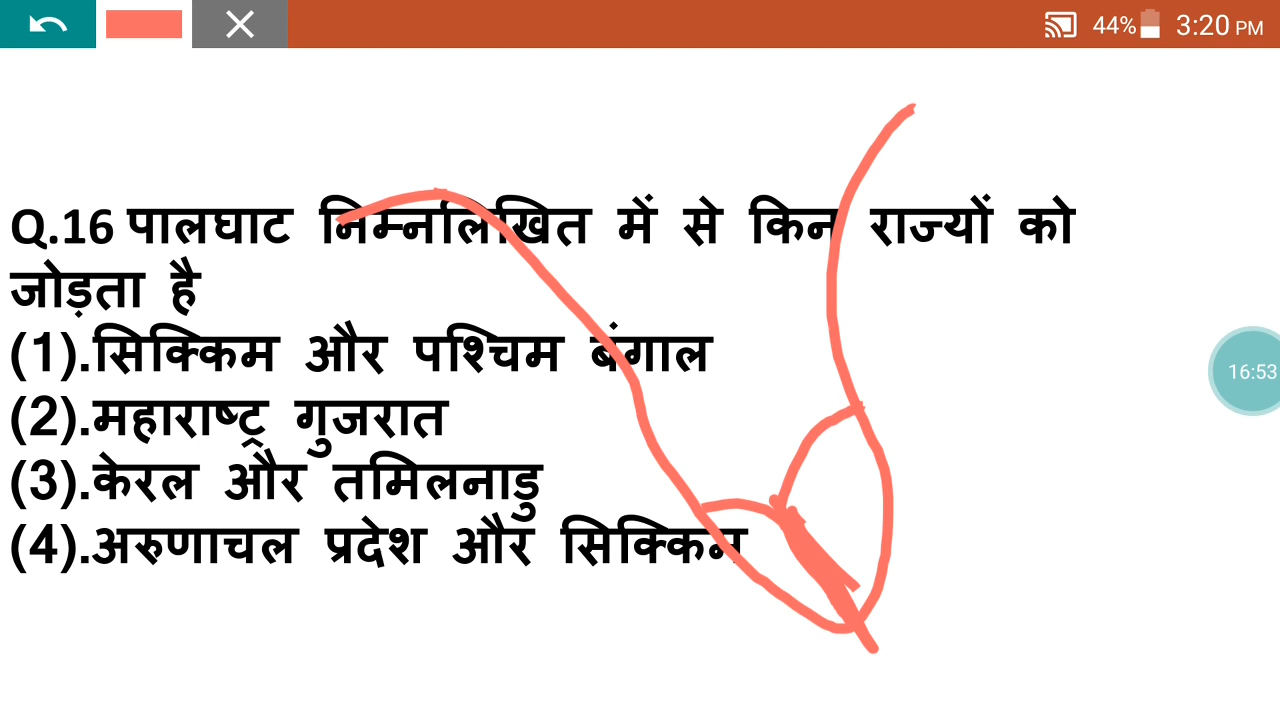 44% 3:20 PM
Q.16 पालघाट निम्नलिखित में से किन राज्यों को
जोड़ता है
(1).सिक्किम और पश्चिम बंगाल
(2).महाराष्ट्र गुजरात
(3).केरल और तमिलनाडु
(4).अरुणाचल प्रदेश और सिक्किम
16:53